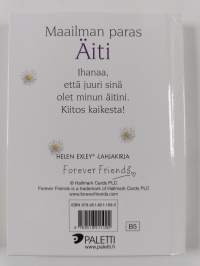 Maailman paras
Äiti
Ihanaa,
että juuri sinä
olet minun äitini.
Kiitos kaikesta!
HELEN EXLEY® LAHJAKIRJA
Forever Friends
© Hallmark Cards PLC
Forever Friends is a trademark of Hallmark Cards PLC
www.foreverfriends.com
B5
PALETTI
www.paletti.fi